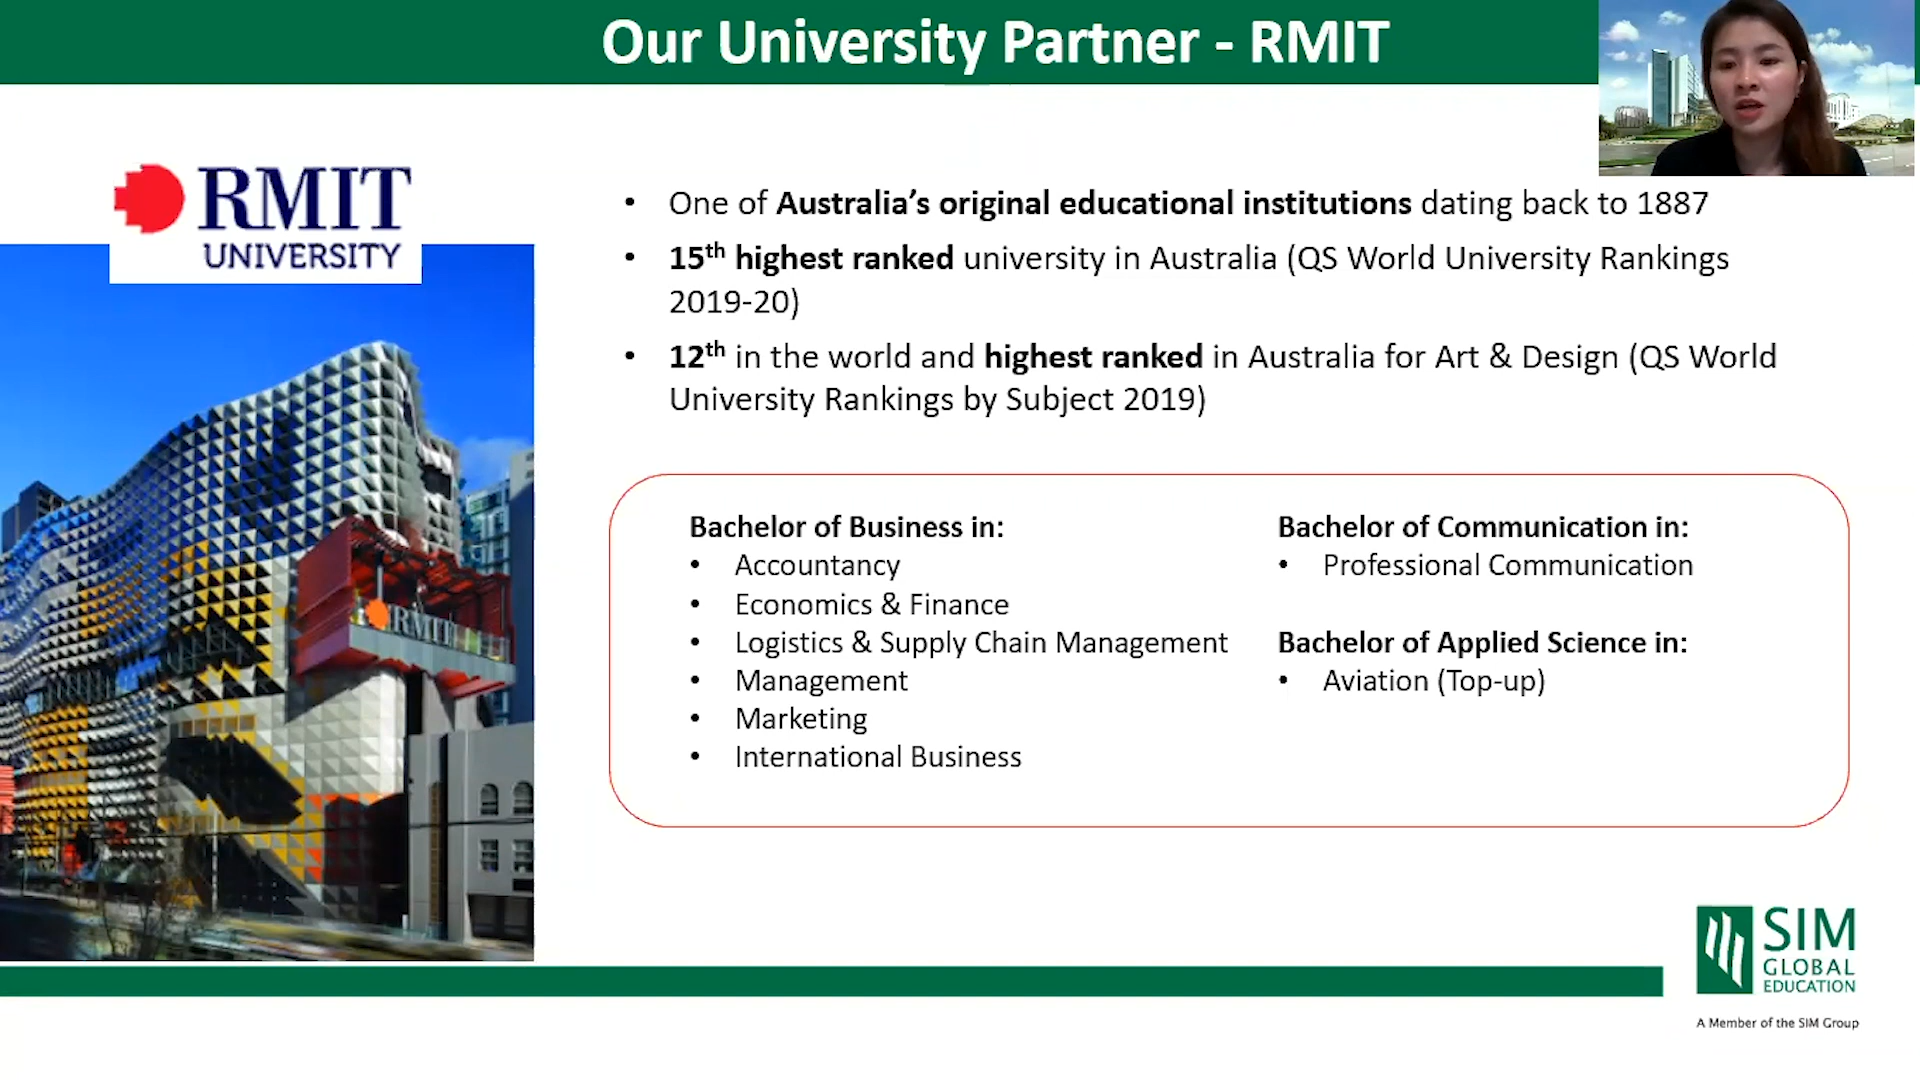 Our University Partner - RMIT
RMIT
UNIVERSITY
• One of Australia’s original educational institutions dating back to 1887
• 15th highest ranked university in Australia (QS World University Rankings
2019-20)
• 12th in the world and highest ranked in Australia for Art & Design (QS World
University Rankings by Subject 2019)
RMIT
Bachelor of Business in:
• Accountancy
• Economics & Finance
• Logistics & Supply Chain Management
• Management
• Marketing
• International Business
Bachelor of Communication in:
• Professional Communication
Bachelor of Applied Science in:
• Aviation (Top-up)
SIM
GLOBAL
EDUCATION
A Member of the SIM Group